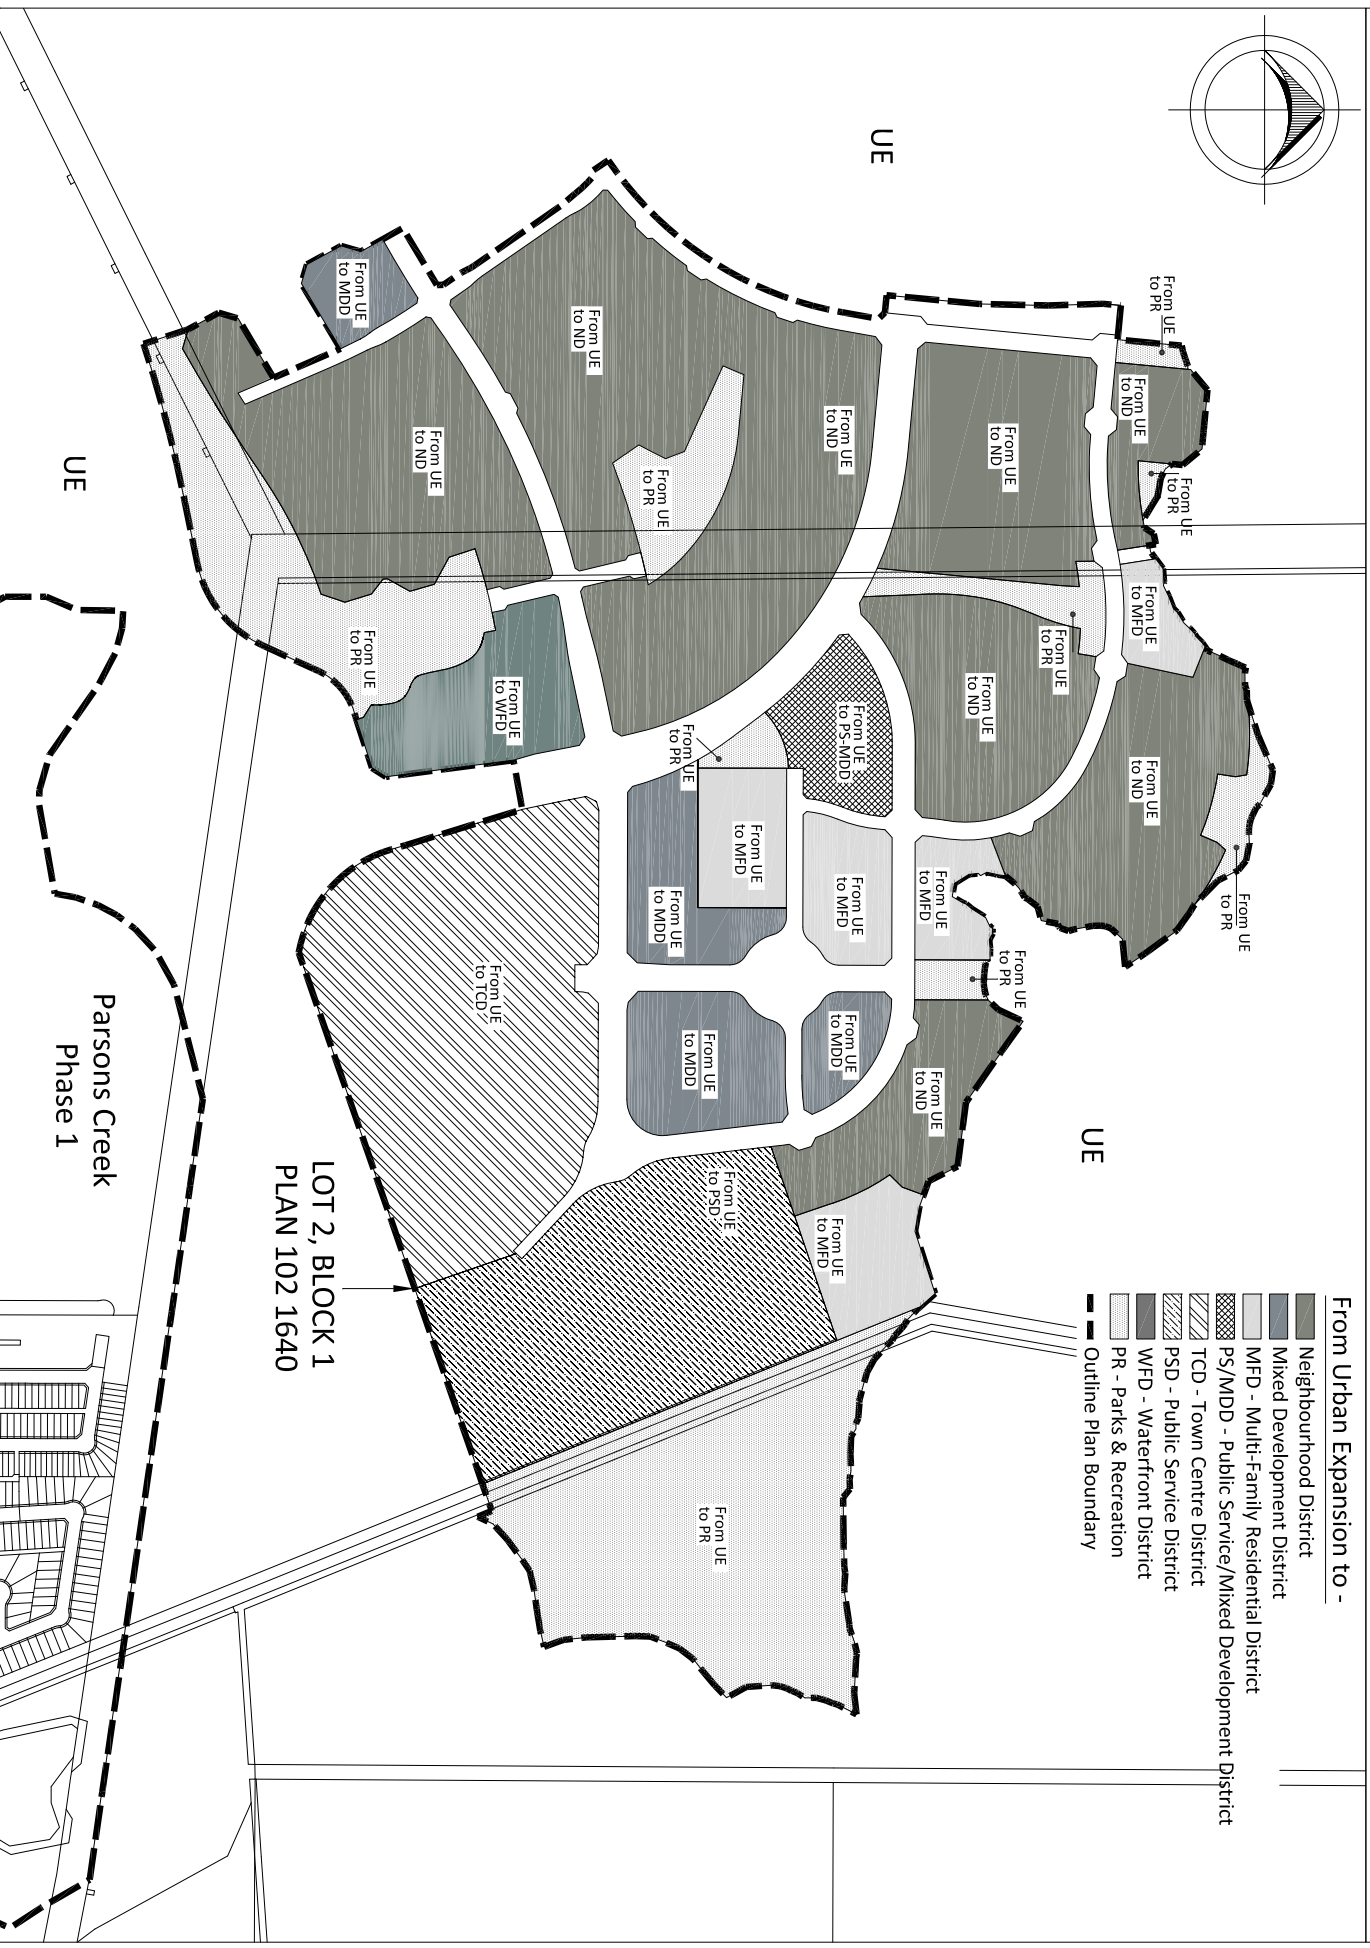 From Urban Expansion to -
Neighbourhood District
Mixed Development District
MFD - Multi-Family Residential District
PS/MDD - Public Service/Mixed Development District
TCD - Town Centre District
PSD - Public Service District
WFD - Waterfront District
PR - Parks & Recreation
Outline Plan Boundary
From UE
to PR
From UE
to PR
From UE
to PR
From UE
to MFD
From UE
to ND
From UE
to ND
UE
From UE
to PR
From UE
to PR
From UE
to ND
From UE
to ND
From UE
to MFD
From UE
to ND
UE
From UE
to PS-MDD
From UE
to MFD
From UE
to MDD
From UE
to ND
From UE
to MFD
From UE
to MFD
From UE
to PSD
From UE
to PR
From UE
to MDD
From UE
to PR
From UE
to MDD
From UE
to PR
From UE
to ND
From UE
to WFD
From UE
to TCD
From UE
to ND
From UE
to PR
From UE
to MDD
LOT 2, BLOCK 1
PLAN 102 1640
Parsons Creek
Phase 1
UE